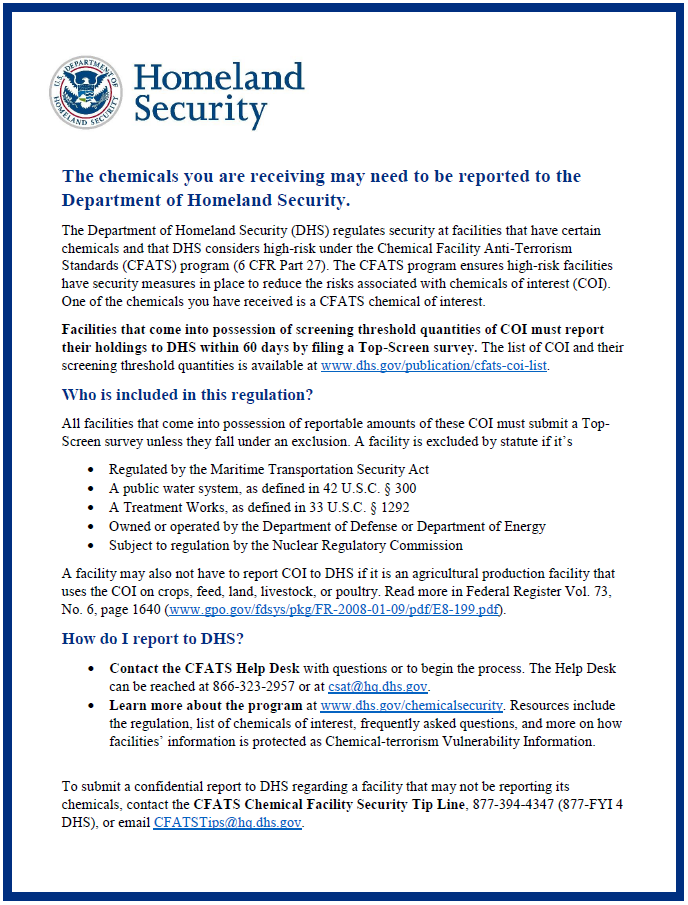 U.S. DEPARTMENT OF HOMELAND SECURITY
Homeland
Security
The chemicals you are receiving may need to be reported to the
Department of Homeland Security.
The Department of Homeland Security (DHS) regulates security at facilities that have certain
chemicals and that DHS considers high-risk under the Chemical Facility Anti-Terrorism
Standards (CFATS) program (6 CFR Part 27). The CFATS program ensures high-risk facilities
have security measures in place to reduce the risks associated with chemicals of interest (COI).
One of the chemicals you have received is a CFATS chemical of interest.
Facilities that come into possession of screening threshold quantities of COI must report
their holdings to DHS within 60 days by filing a Top-Screen survey. The list of COI and their
screening threshold quantities is available at www.dhs.gov/publication/cfats-coi-list.
Who is included in this regulation?
All facilities that come into possession of reportable amounts of these COI must submit a Top-
Screen survey unless they fall under an exclusion. A facility is excluded by statute if it’s
• Regulated by the Maritime Transportation Security Act
• A public water system, as defined in 42 U.S.C. § 300
• A Treatment Works, as defined in 33 U.S.C. § 1292
• Owned or operated by the Department of Defense or Department of Energy
• Subject to regulation by the Nuclear Regulatory Commission
A facility may also not have to report COI to DHS if it is an agricultural production facility that
uses the COI on crops, feed, land, livestock, or poultry. Read more in Federal Register Vol. 73,
No. 6, page 1640 (www.gpo.gov/fdsys/pkg/FR-2008-01-09/pdf/E8-199.pdf).
How do I report to DHS?
• Contact the CFATS Help Desk with questions or to begin the process. The Help Desk
can be reached at 866-323-2957 or at csat@hq.dhs.gov.
• Learn more about the program at www.dhs.gov/chemicalsecurity. Resources include
the regulation, list of chemicals of interest, frequently asked questions, and more on how
facilities’ information is protected as Chemical-terrorism Vulnerability Information.
To submit a confidential report to DHS regarding a facility that may not be reporting its
chemicals, contact the CFATS Chemical Facility Security Tip Line, 877-394-4347 (877-FYI 4
DHS), or email CFATSTips@hq.dhs.gov.